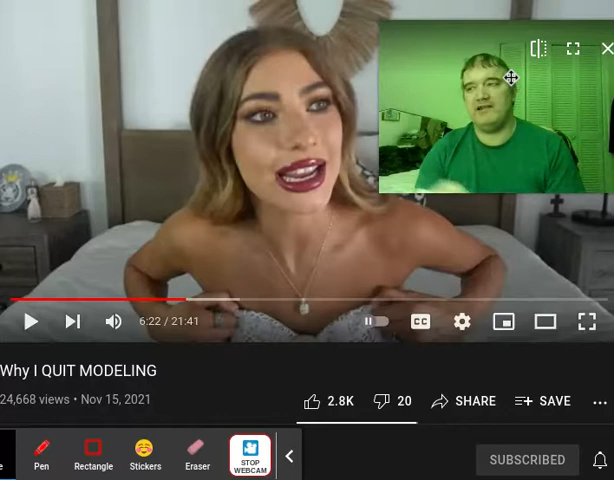 6:22 / 21:41
CC
Why I QUIT MODELING
24,668 views • Nov 15, 2021
2.8K
20
SHARE
SAVE
e
Pen
Rectangle
Stickers
Eraser
STOP
WEBCAM
SUBSCRIBED